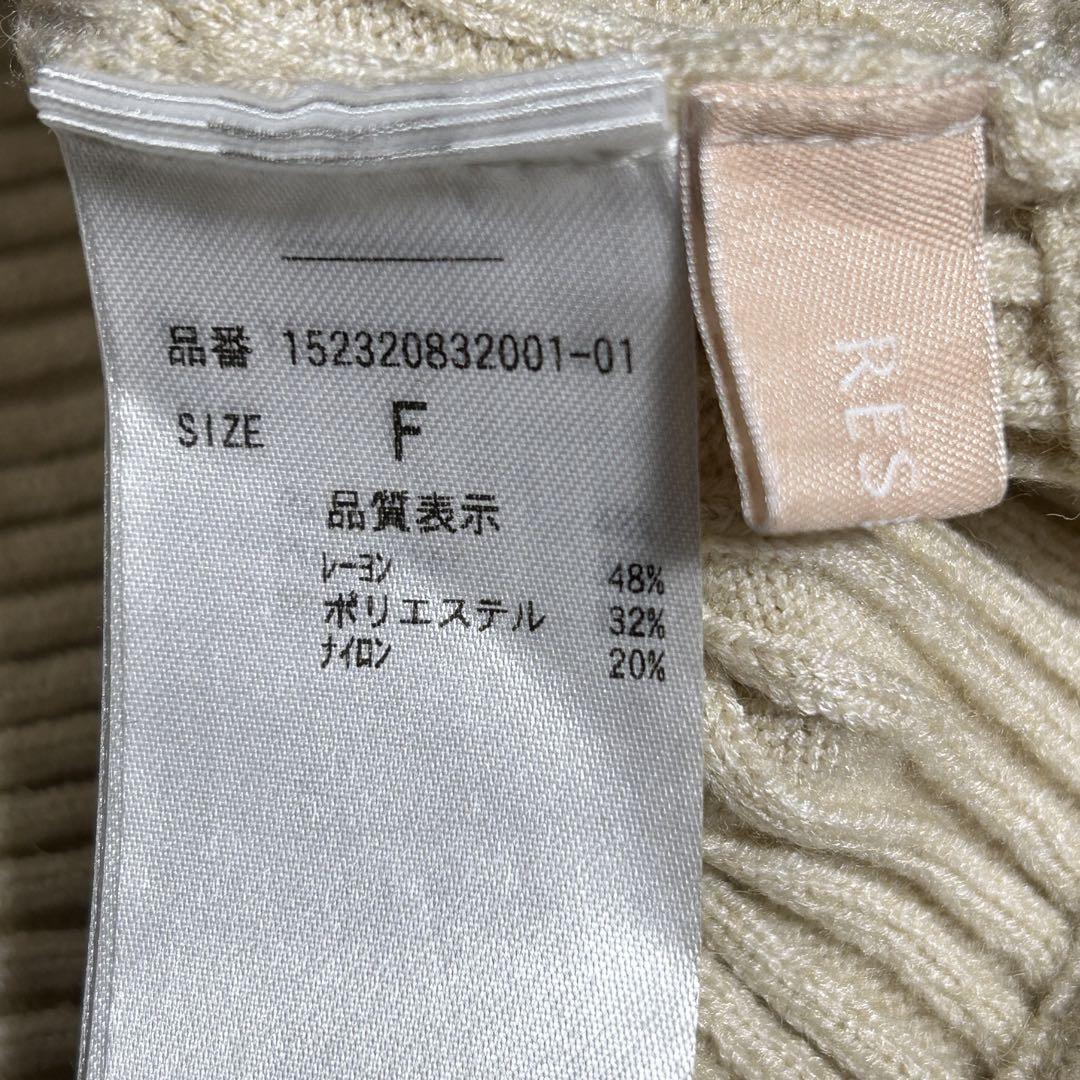 品番 152320832001-01
SIZE F
品質表示
レーヨン 48%
ポリエステル 32%
ナイロン 20%
RES